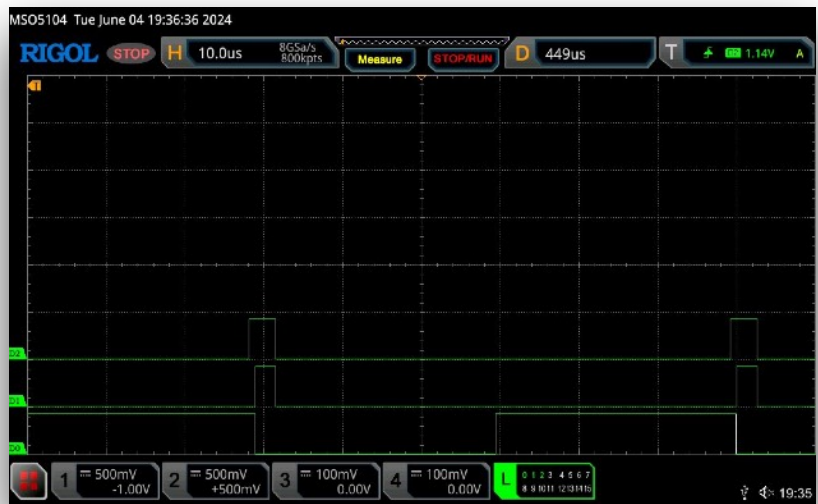 MSO5104 Tue June 04 19:36:36 2024
RIGOL STOP H 10.0us 8GSa/s 800kpts Measure STOP/RUN D 449us T D2 1.14V A
T
D2
D1
D0
1 500mV -1.00V 2 500mV +500mV 3 100mV 0.00V 4 100mV 0.00V L 0 1 2 3 4 5 6 7
8 9 10 11 12 13 14 15
19:35